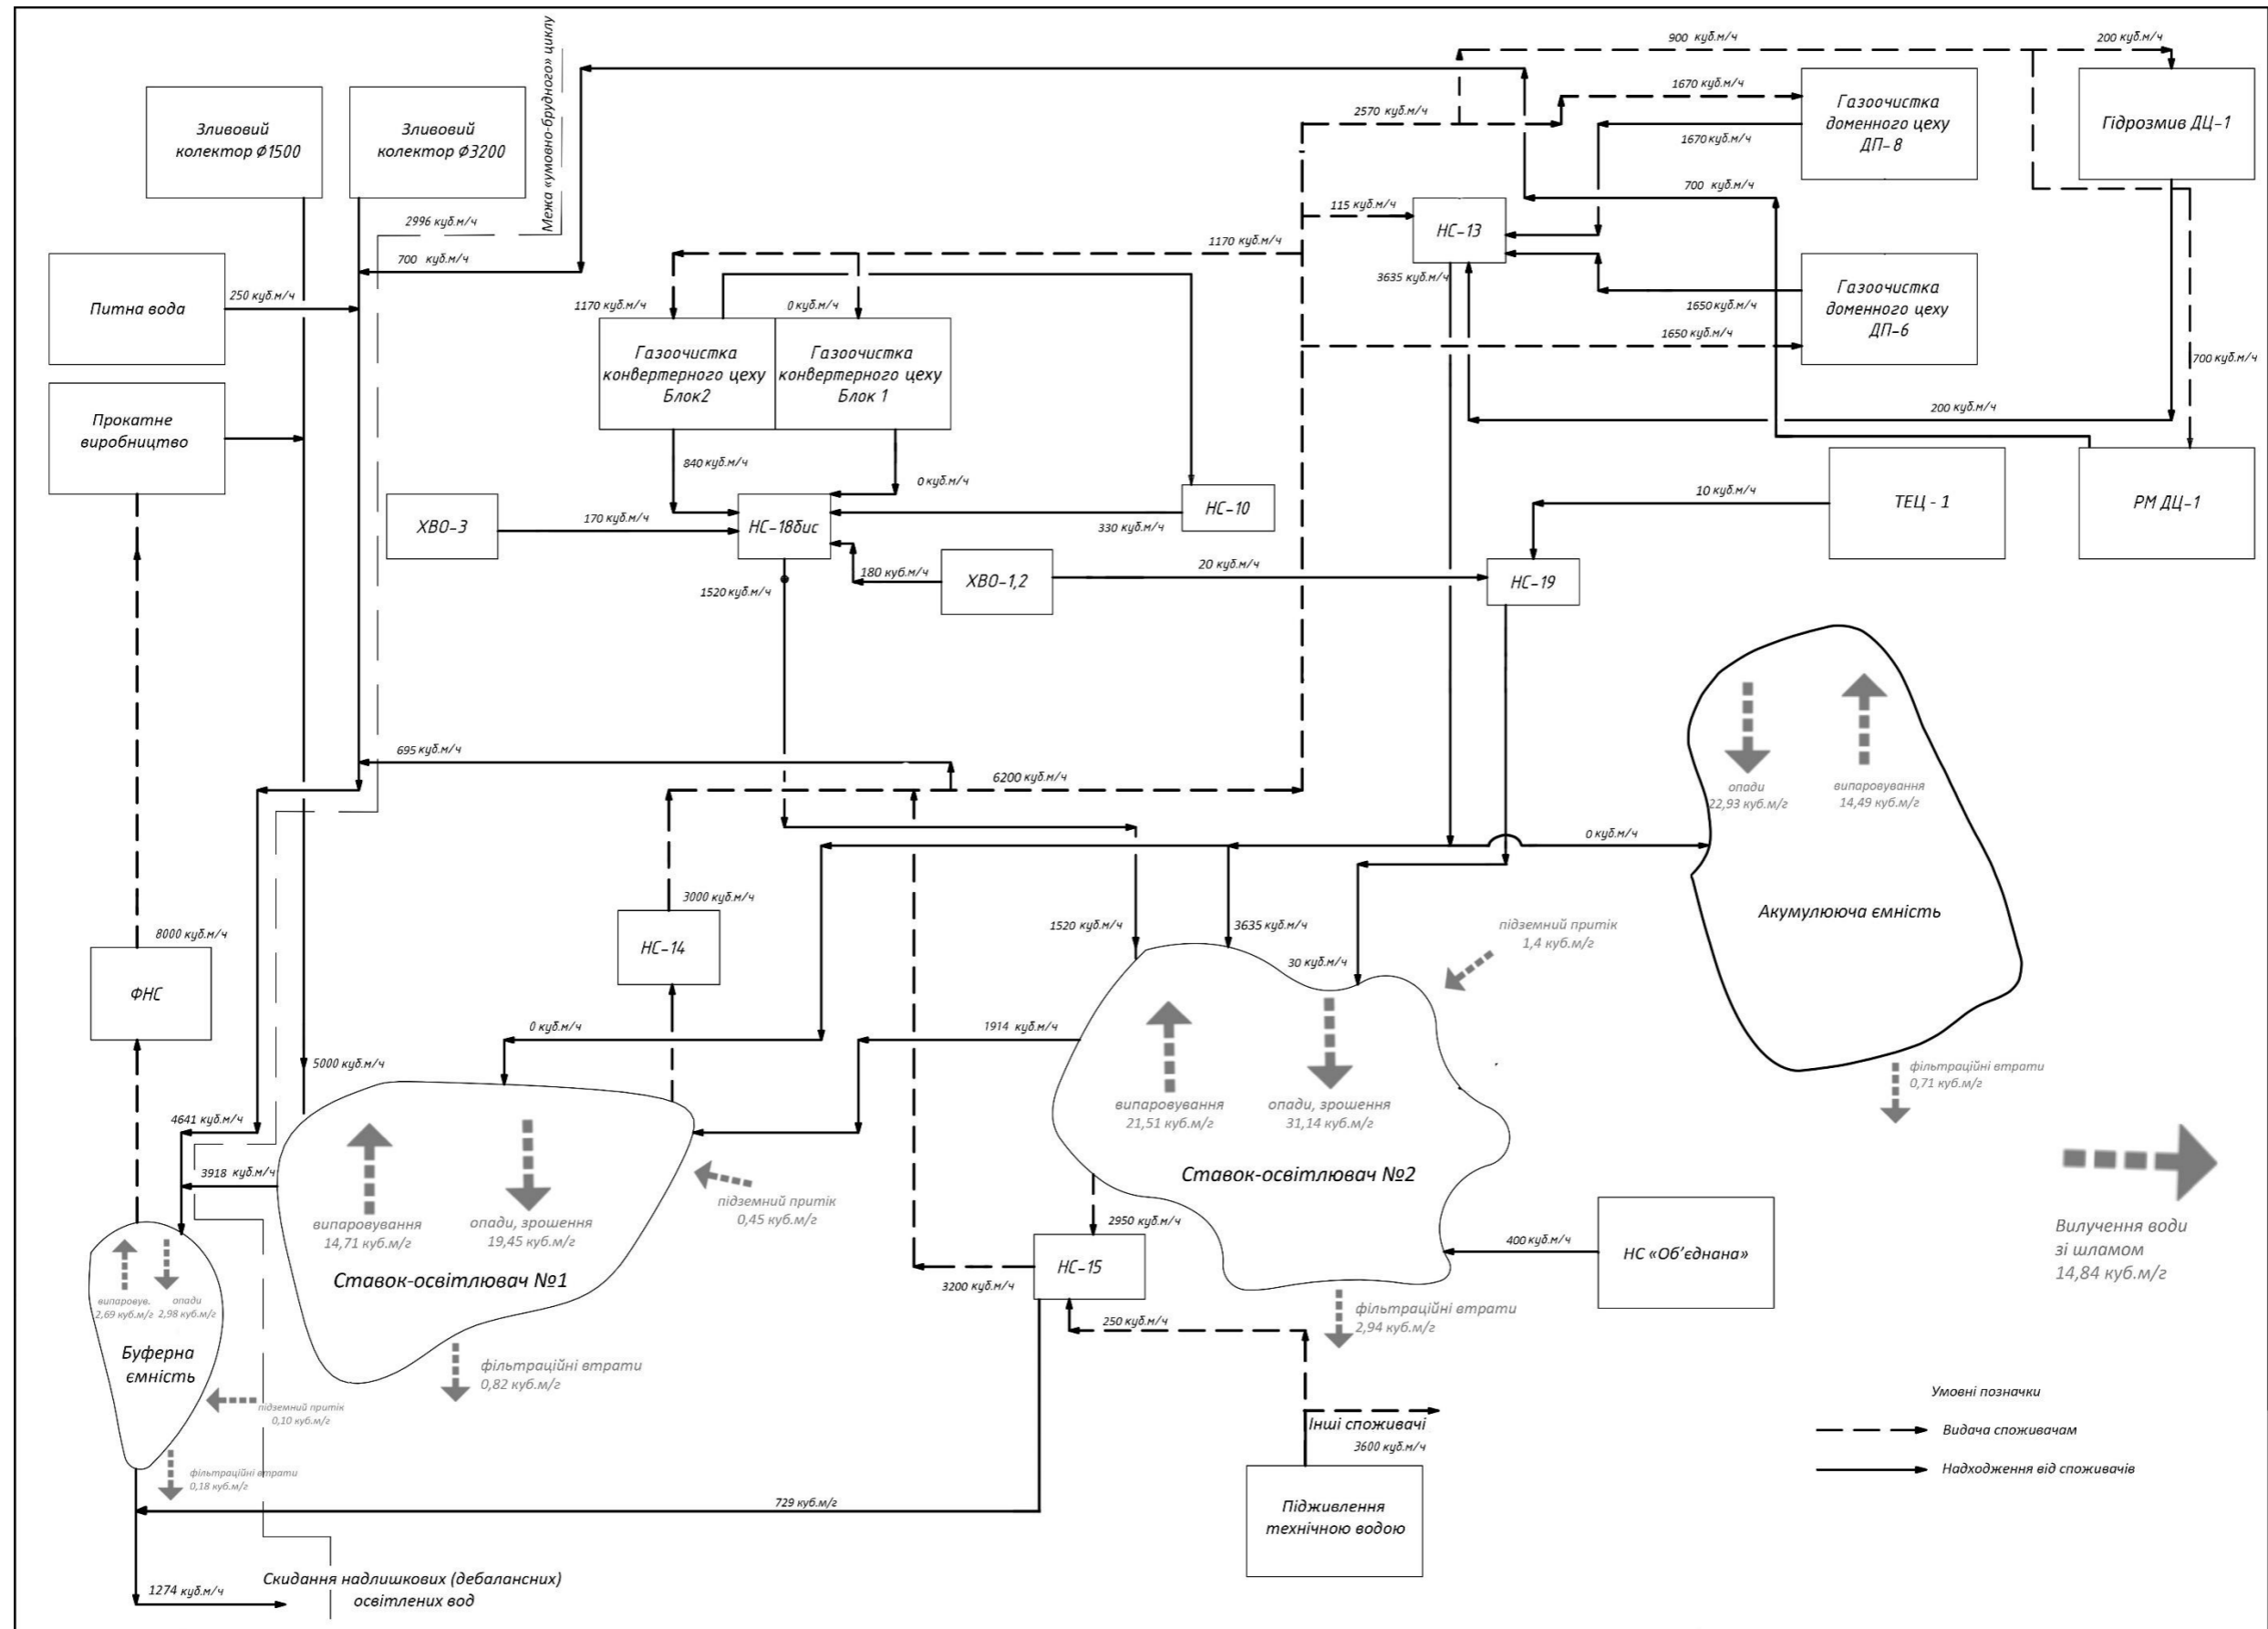 Межа «умовно-брудного» циклу
900 куб.м/ч
200 куб.м/ч
Зливовий
колектор Ф1500
Зливовий
колектор Ф3200
2570 куб.м/ч
1670 куб.м/ч
Газоочистка
доменного цеху
ДП-8
Гідрозмив ДЦ-1
1670 куб.м/ч
700 куб.м/ч
115 куб.м/ч
НС-13
2996 куб.м/ч
700 куб.м/ч
1170 куб.м/ч
3635 куб.м/ч
Питна вода
250 куб.м/ч
1170 куб.м/ч
0 куб.м/ч
Газоочистка
доменного цеху
ДП-6
1650 куб.м/ч
1650 куб.м/ч
700 куб.м/ч
Газоочистка
конвертерного цеху
Блок2
Газоочистка
конвертерного цеху
Блок 1
Прокатне
виробництво
200 куб.м/ч
840 куб.м/ч
0 куб.м/ч
ХВО-3
170 куб.м/ч
НС-18бис
330 куб.м/ч
НС-10
10 куб.м/ч
ТЕЦ - 1
РМ ДЦ-1
1520 куб.м/ч
180 куб.м/ч
ХВО-1,2
20 куб.м/ч
НС-19
695 куб.м/ч
6200 куб.м/ч
опади
22,93 куб.м/г
випаровування
14,49 куб.м/г
0 куб.м/ч
Акумулююча ємність
3000 куб.м/ч
НС-14
8000 куб.м/ч
ФНС
1520 куб.м/ч
3635 куб.м/ч
30 куб.м/ч
підземний притік
1,4 куб.м/г
0 куб.м/ч
1914 куб.м/ч
5000 куб.м/ч
фільтраційні втрати
0,71 куб.м/г
4641 куб.м/ч
3918 куб.м/ч
випаровування
21,51 куб.м/г
опади, зрошення
31,14 куб.м/г
Ставок-освітлювач №2
випаровування
14,71 куб.м/г
опади, зрошення
19,45 куб.м/г
Ставок-освітлювач №1
підземний притік
0,45 куб.м/г
2950 куб.м/ч
НС-15
3200 куб.м/ч
400 куб.м/ч
НС «Об’єднана»
Вилучення води
зі шламом
14,84 куб.м/г
випаровув.
2,69 куб.м/г
опади
2,98 куб.м/г
Буферна
ємність
250 куб.м/ч
фільтраційні втрати
2,94 куб.м/г
фільтраційні втрати
0,82 куб.м/г
підземний притік
0,10 куб.м/г
Інші споживачі
3600 куб.м/ч
Умовні позначки
Видача споживачам
Надходження від споживачів
фільтраційні втрати
0,18 куб.м/г
729 куб.м/г
Підживлення
технічною водою
1274 куб.м/ч
Скидання надлишкових (дебалансних)
освітлених вод